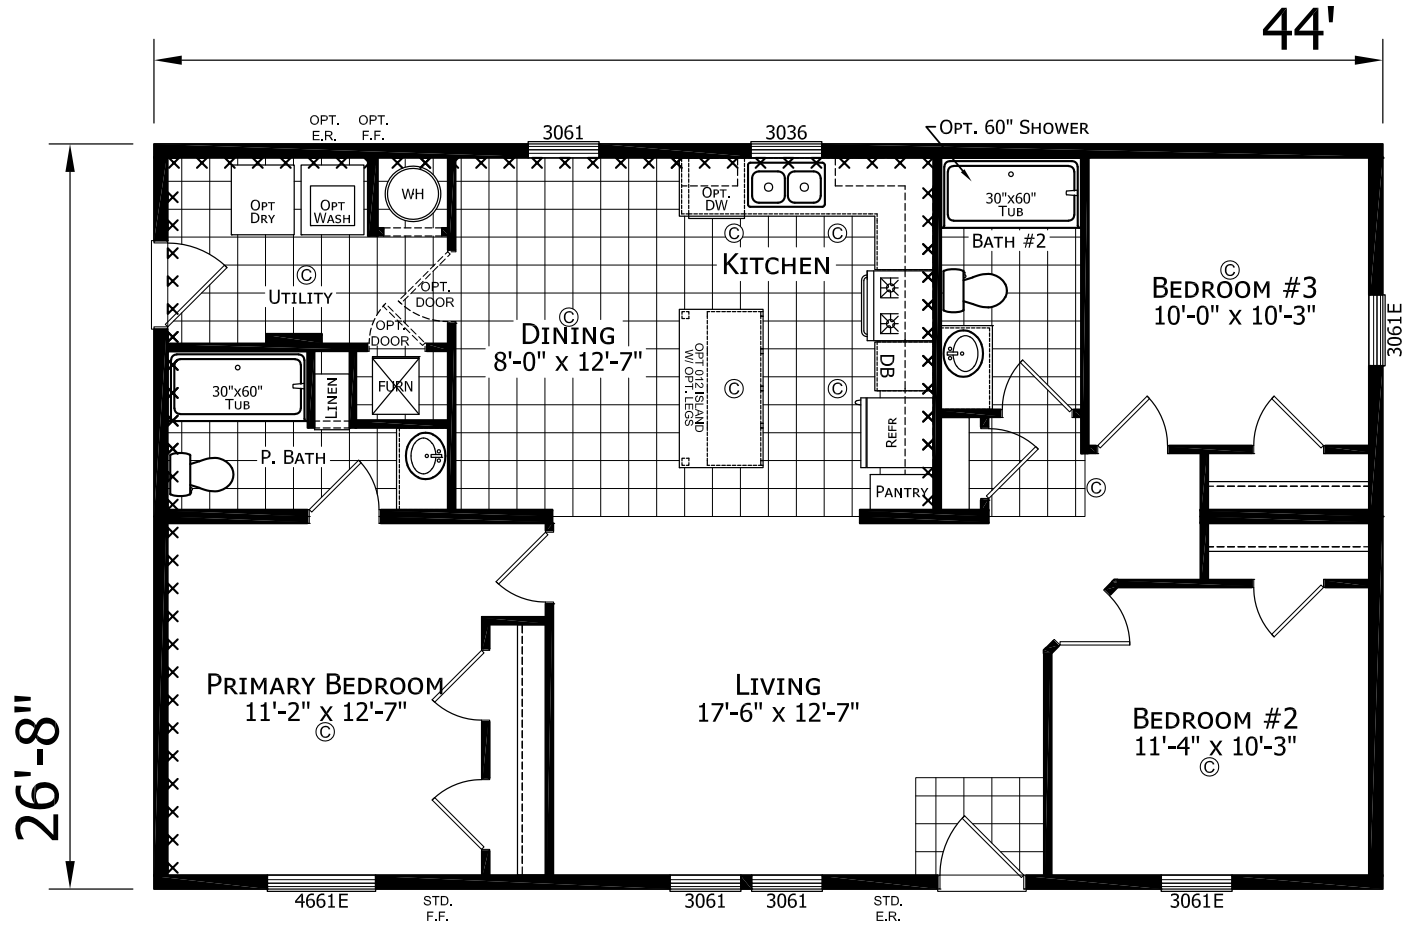 44'
OPT. OPT.
E.R. F.F.
3061
3036
OPT. 60" SHOWER
OPT
DRY
OPT
WASH
WH
OPT.
DW
30"x60"
TUB
BATH #2
KITCHEN
UTILITY
OPT.
DOOR
OPT.
DOOR
BEDROOM #3
10'-0" x 10'-3"
3061E
DINING
8'-0" x 12'-7"
OPT 012 ISLAND
W/ OPT. LEGS
DB
REFR
PANTRY
30"x60"
TUB
LINEN
FURN
P. BATH
26'-8"
PRIMARY BEDROOM
11'-2" x 12'-7"
LIVING
17'-6" x 12'-7"
BEDROOM #2
11'-4" x 10'-3"
C
C
C
C
C
C
C
C
C
C
C
4661E
STD.
F.F.
3061
3061
STD.
E.R.
3061E